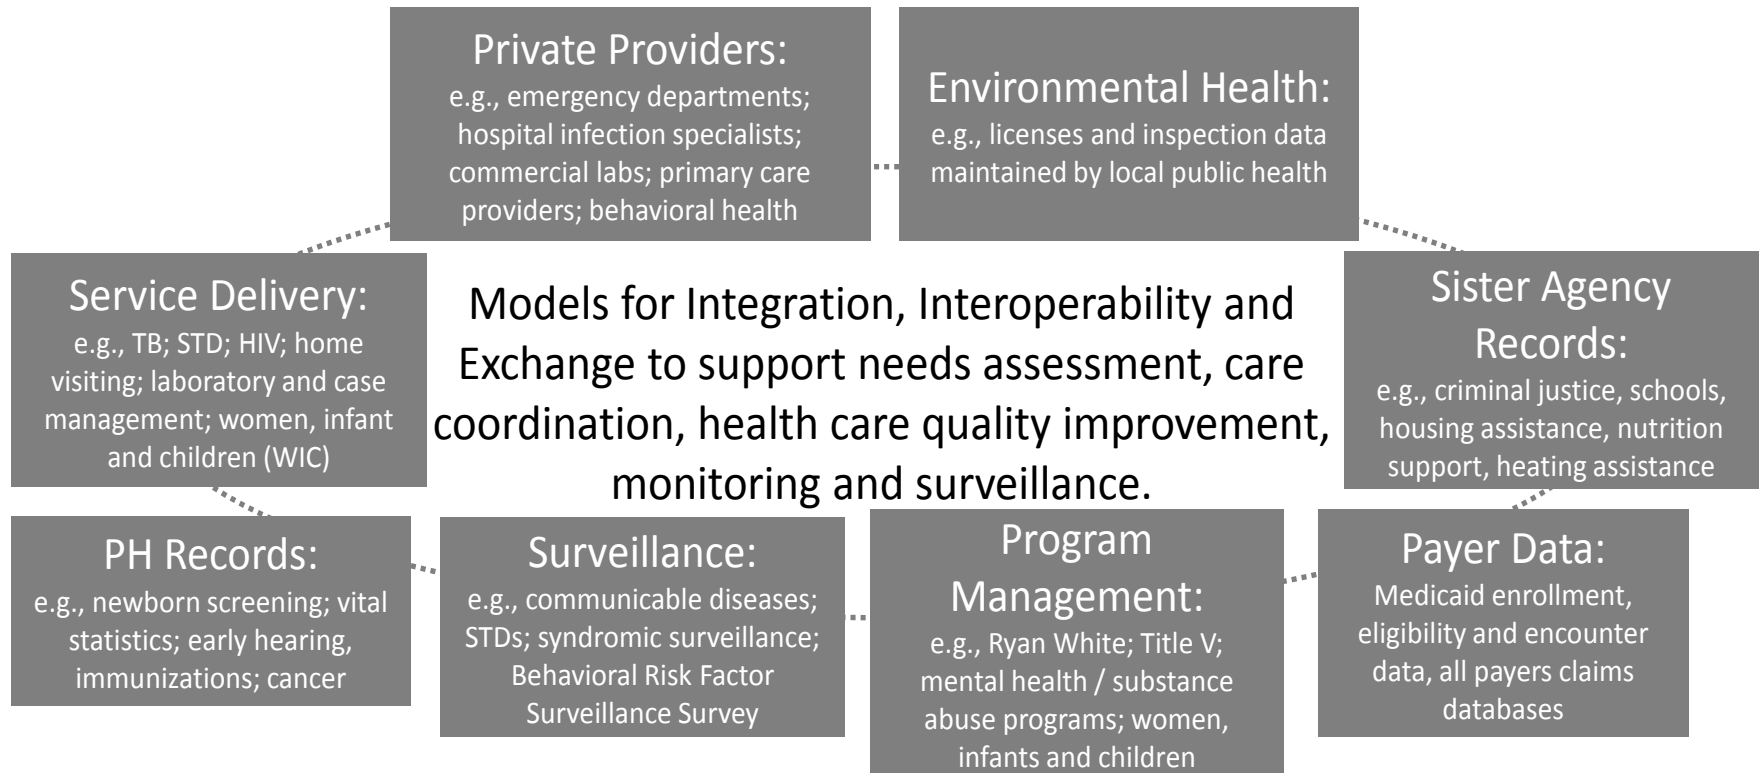 Private Providers:
e.g., emergency departments;
hospital infection specialists;
commercial labs; primary care
providers; behavioral health
Environmental Health:
e.g., licenses and inspection data
maintained by local public health
Service Delivery:
e.g., TB; STD; HIV; home
visiting; laboratory and case
management; women, infant
and children (WIC)
Models for Integration, Interoperability and
Exchange to support needs assessment, care
coordination, health care quality improvement,
monitoring and surveillance.
Sister Agency
Records:
e.g., criminal justice, schools,
housing assistance, nutrition
support, heating assistance
PH Records:
e.g., newborn screening; vital
statistics; early hearing,
immunizations; cancer
Surveillance:
e.g., communicable diseases;
STDs; syndromic surveillance;
Behavioral Risk Factor
Surveillance Survey
Program
Management:
e.g., Ryan White; Title V;
mental health / substance
abuse programs; women,
infants and children
Payer Data:
Medicaid enrollment,
eligibility and encounter
data, all payers claims
databases